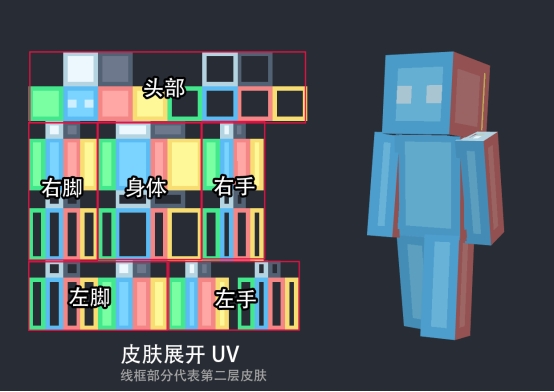 头部
右脚
身体
右手
左脚
左手
皮肤展开 UV
线框部分代表第二层皮肤